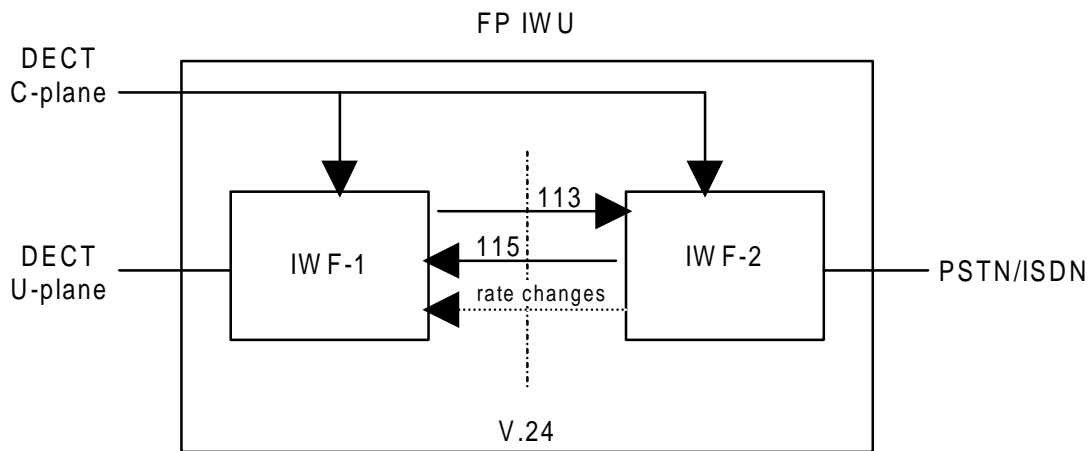 FP IWU
DECT
C-plane
113
115
IWF-1
IWF-2
DECT
U-plane
PSTN/ISDN
rate changes
V.24